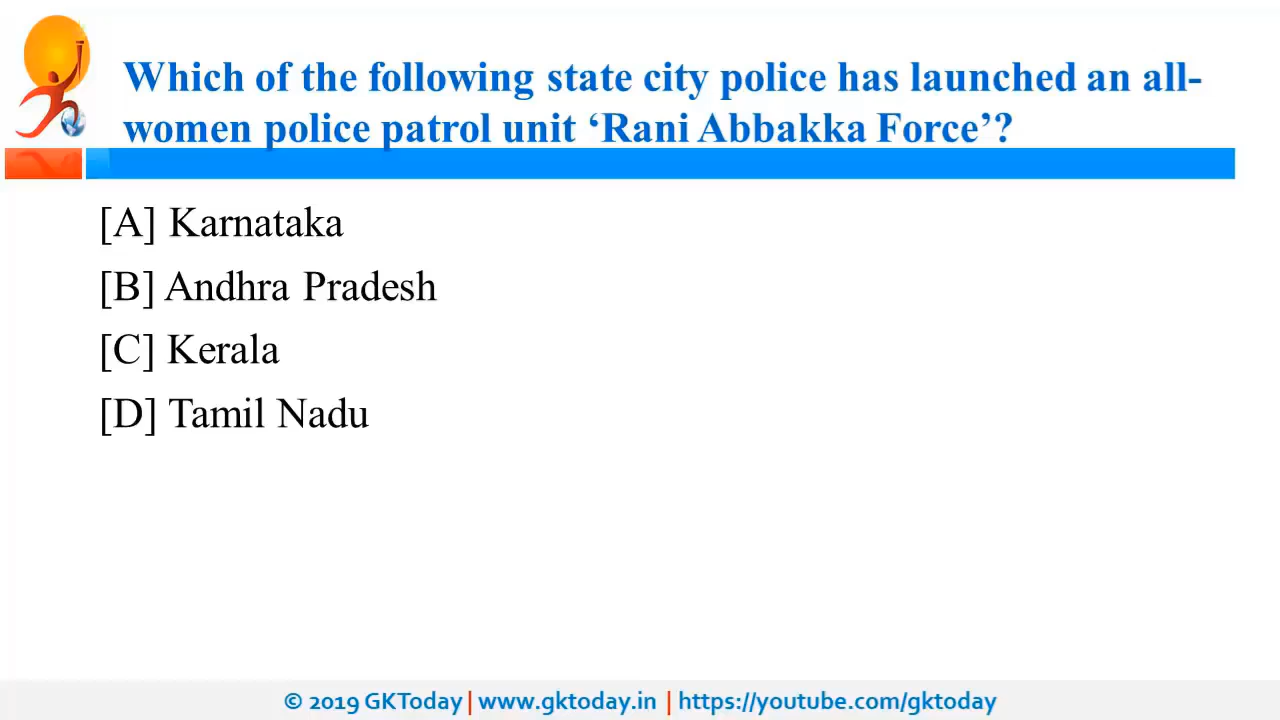 Which of the following state city police has launched an all-
women police patrol unit ‘Rani Abbakka Force’?
[A] Karnataka
[B] Andhra Pradesh
[C] Kerala
[D] Tamil Nadu
© 2019 GKToday | www.gktoday.in | https://youtube.com/gktoday